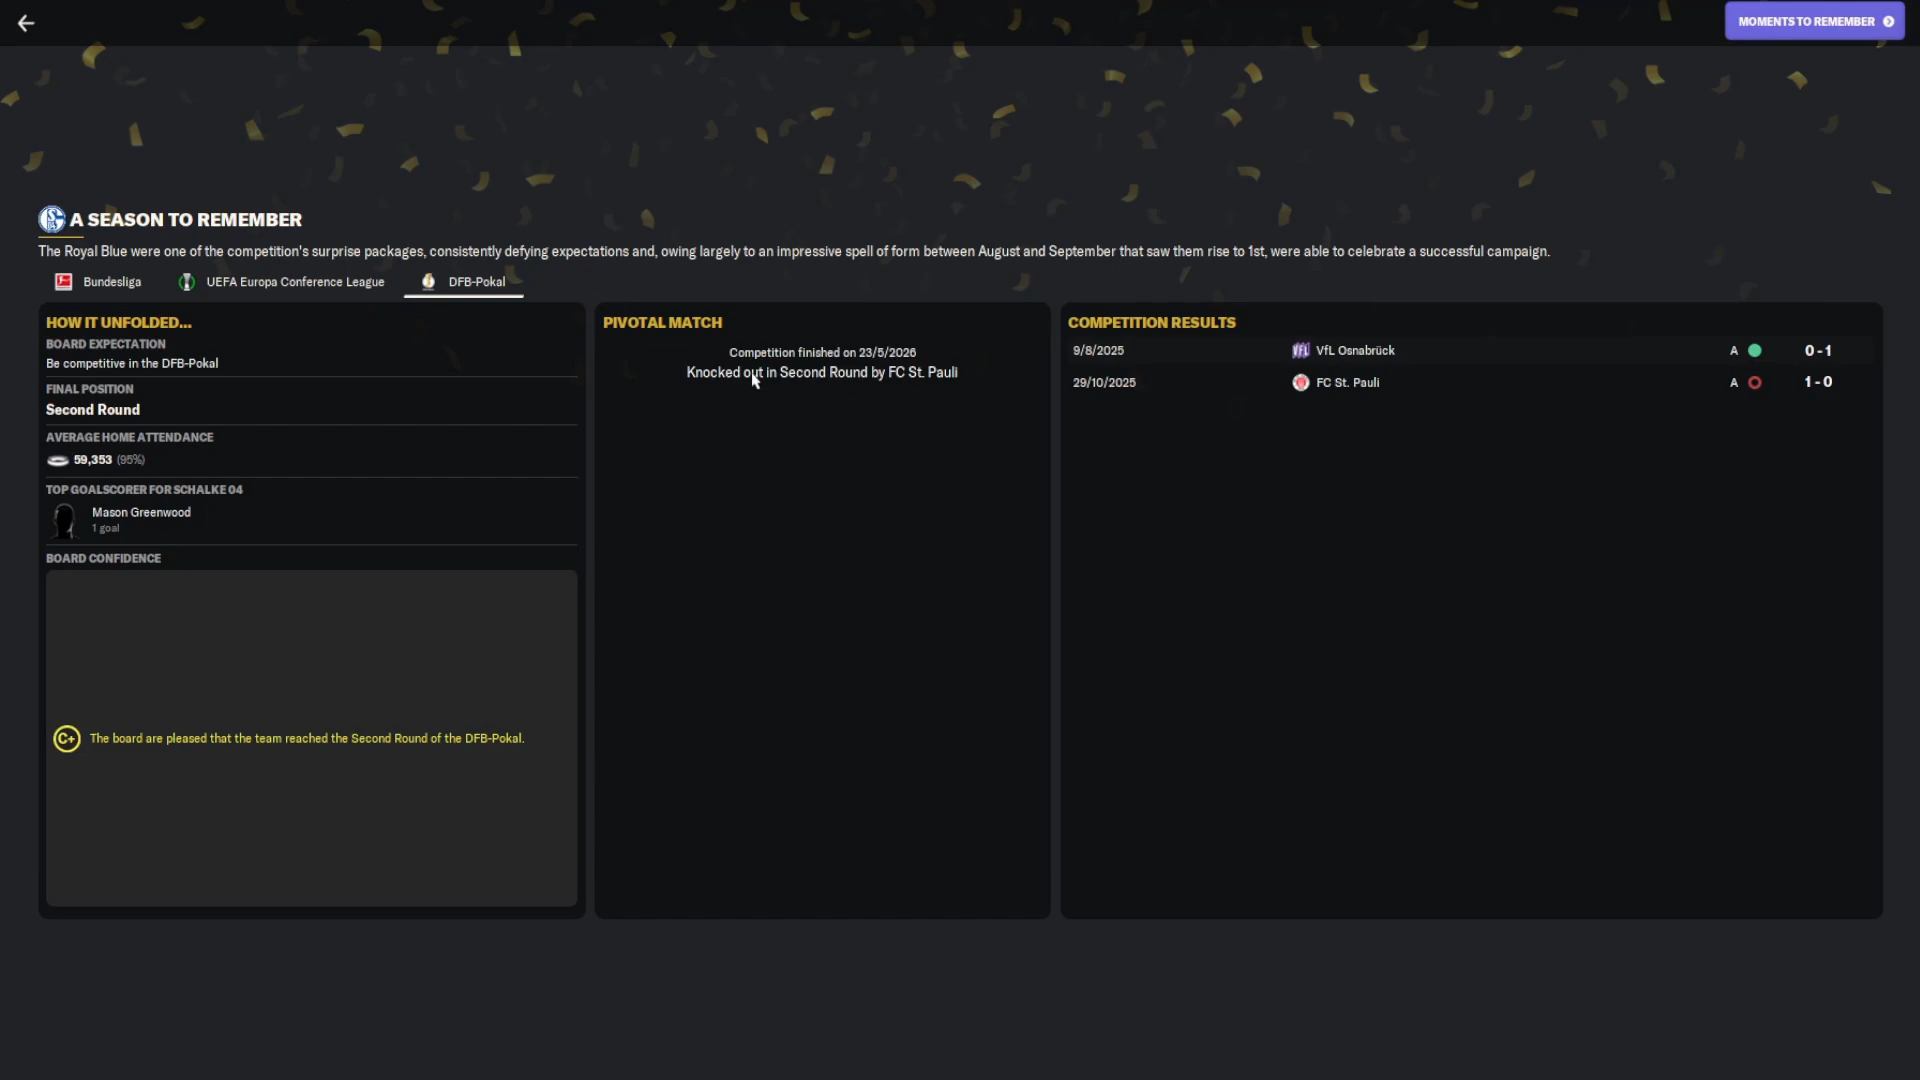 MOMENTS TO REMEMBER
A SEASON TO REMEMBER
The Royal Blue were one of the competition's surprise packages, consistently defying expectations and, owing largely to an impressive spell of form between August and September that saw them rise to 1st, were able to celebrate a successful campaign.
Bundesliga UEFA Europa Conference League DFB-Pokal
HOW IT UNFOLDED...
BOARD EXPECTATION
Be competitive in the DFB-Pokal
FINAL POSITION
Second Round
AVERAGE HOME ATTENDANCE
59,353 (95%)
TOP GOALSCORER FOR SCHALKE 04
Mason Greenwood
1 goal
BOARD CONFIDENCE
C+ The board are pleased that the team reached the Second Round of the DFB-Pokal.
PIVOTAL MATCH
Competition finished on 23/5/2026
Knocked out in Second Round by FC St. Pauli
COMPETITION RESULTS
9/8/2025 VfL Osnabrück A 0 - 1
29/10/2025 FC St. Pauli A 1 - 0